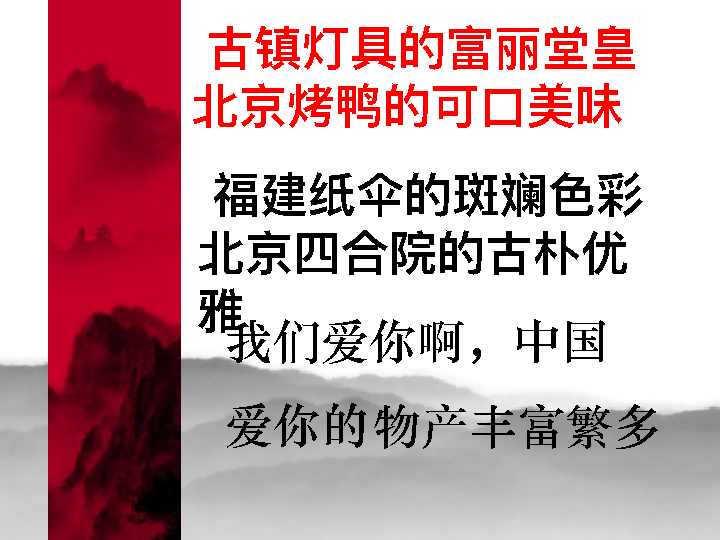 古镇灯具的富丽堂皇
北京烤鸭的可口美味
福建纸伞的斑斓色彩
北京四合院的古朴优
雅
我们爱你啊，中国
爱你的物产丰富繁多